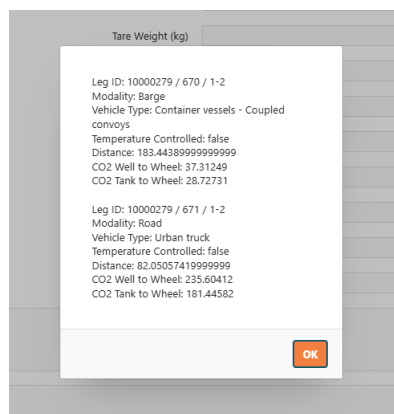 Tare Weight (kg)
Leg ID: 10000279 / 670 / 1-2
Modality: Barge
Vehicle Type: Container vessels - Coupled
convoys
Temperature Controlled: false
Distance: 183.44389999999999
CO2 Well to Wheel: 37.31249
CO2 Tank to Wheel: 28.72731
Leg ID: 10000279 / 671 / 1-2
Modality: Road
Vehicle Type: Urban truck
Temperature Controlled: false
Distance: 82.05057419999999
CO2 Well to Wheel: 235.60412
CO2 Tank to Wheel: 181.44582
OK